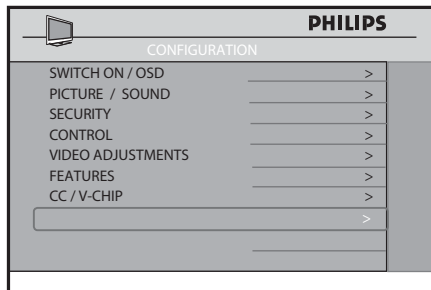 PHILIPS
CONFIGURATION
SWITCH ON / OSD >
PICTURE / SOUND >
SECURITY >
CONTROL >
VIDEO ADJUSTMENTS >
FEATURES >
CC / V-CHIP >
>